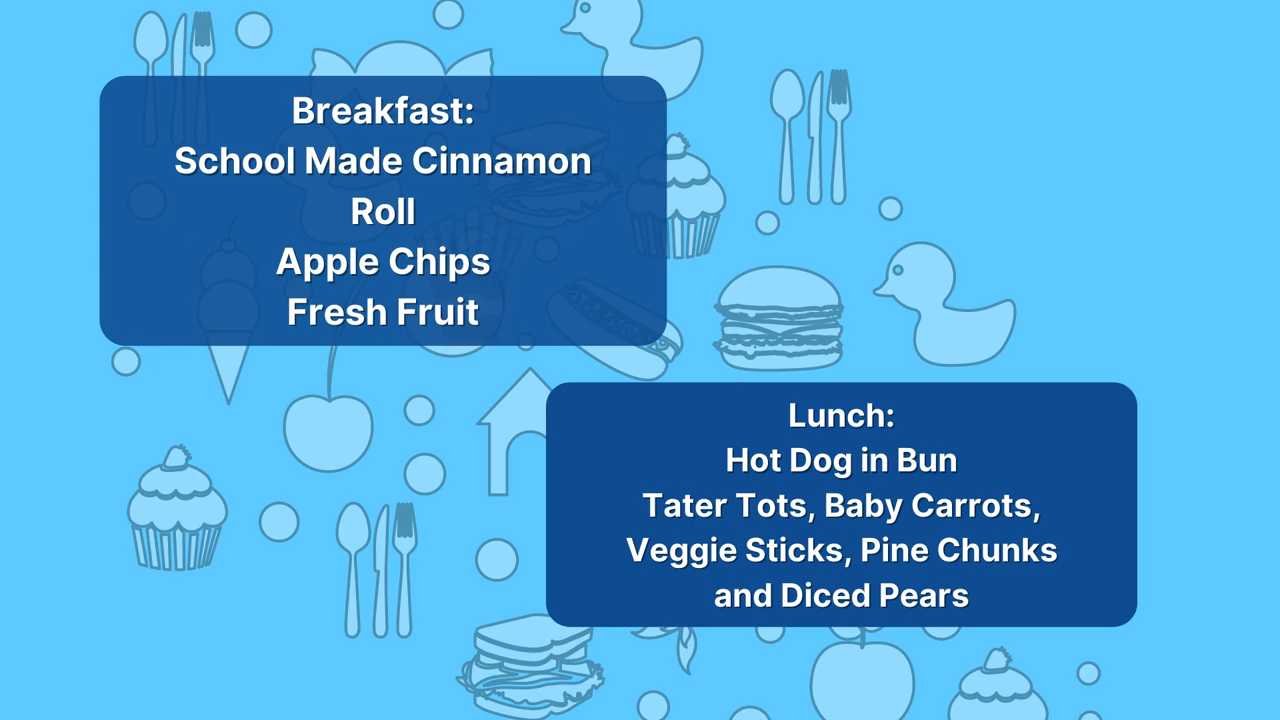 Breakfast:
School Made Cinnamon
Roll
Apple Chips
Fresh Fruit
Lunch:
Hot Dog in Bun
Tater Tots, Baby Carrots,
Veggie Sticks, Pine Chunks
and Diced Pears